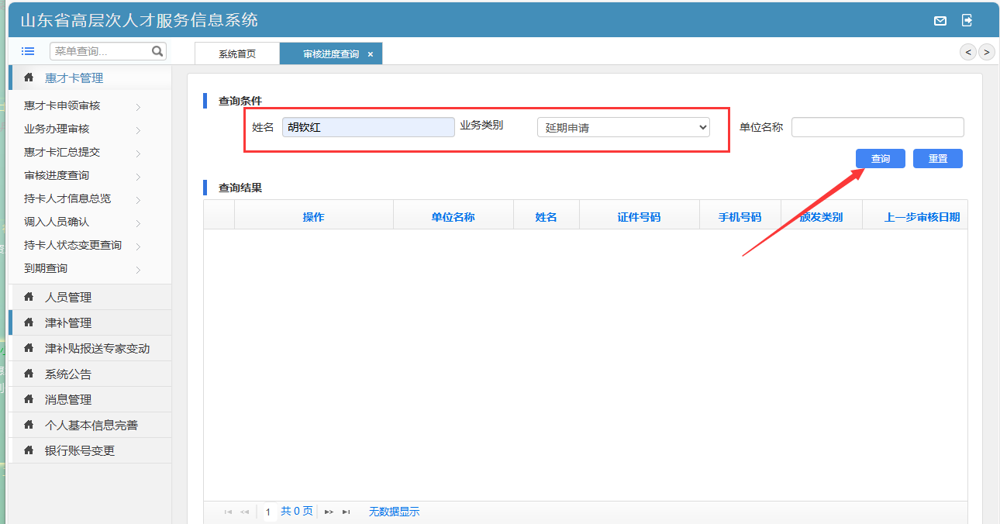 山东省高层次人才服务信息系统
菜单查询...
系统首页
审核进度查询 ×
< >
惠才卡管理
惠才卡申领审核
业务办理审核
惠才卡汇总提交
审核进度查询
持卡人才信息总览
调入人员确认
持卡人状态变更查询
到期查询
人员管理
津补管理
津补贴报送专家变动
系统公告
消息管理
个人基本信息完善
银行账号变更
查询条件
姓名 胡钦红 业务类别 延期申请 单位名称
查询 重置
查询结果
操作 单位名称 姓名 证件号码 手机号码 颁发类别 上一步审核日期
1 共 0 页 无数据显示